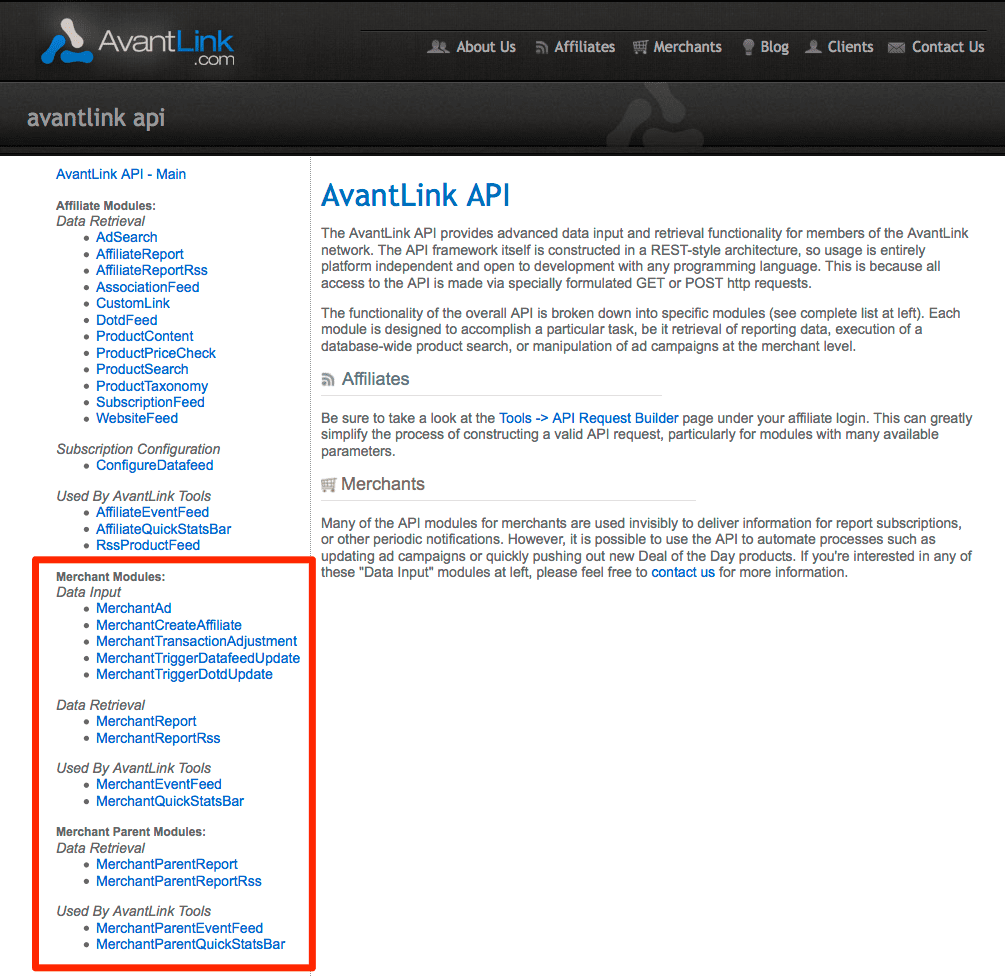 AvantLink
.com
About Us
Affiliates
Merchants
Blog
Clients
Contact Us
avantlink api
AvantLink API - Main
Affiliate Modules:
Data Retrieval
AdSearch
AffiliateReport
AffiliateReportRss
AssociationFeed
CustomLink
DotdFeed
ProductContent
ProductPriceCheck
ProductSearch
ProductTaxonomy
SubscriptionFeed
WebsiteFeed
Subscription Configuration
ConfigureDatafeed
Used By AvantLink Tools
AffiliateEventFeed
AffiliateQuickStatsBar
RssProductFeed
Merchant Modules:
Data Input
MerchantAd
MerchantCreateAffiliate
MerchantTransactionAdjustment
MerchantTriggerDatafeedUpdate
MerchantTriggerDotdUpdate
Data Retrieval
MerchantReport
MerchantReportRss
Used By AvantLink Tools
MerchantEventFeed
MerchantQuickStatsBar
Merchant Parent Modules:
Data Retrieval
MerchantParentReport
MerchantParentReportRss
Used By AvantLink Tools
MerchantParentEventFeed
MerchantParentQuickStatsBar
AvantLink API
The AvantLink API provides advanced data input and retrieval functionality for members of the AvantLink
network. The API framework itself is constructed in a REST-style architecture, so usage is entirely
platform independent and open to development with any programming language. This is because all
access to the API is made via specially formulated GET or POST http requests.
The functionality of the overall API is broken down into specific modules (see complete list at left). Each
module is designed to accomplish a particular task, be it retrieval of reporting data, execution of a
database-wide product search, or manipulation of ad campaigns at the merchant level.
Affiliates
Be sure to take a look at the Tools -> API Request Builder page under your affiliate login. This can greatly
simplify the process of constructing a valid API request, particularly for modules with many available
parameters.
Merchants
Many of the API modules for merchants are used invisibly to deliver information for report subscriptions,
or other periodic notifications. However, it is possible to use the API to automate processes such as
updating ad campaigns or quickly pushing out new Deal of the Day products. If you're interested in any of
these "Data Input" modules at left, please feel free to contact us for more information.